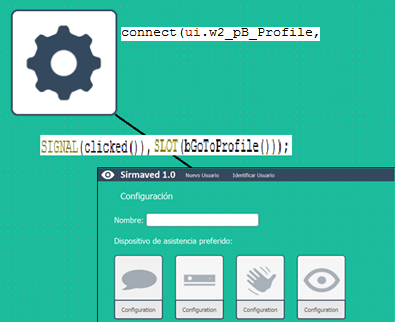 connect(ui.w2_pB_Profile,
SIGNAL(clicked()),SLOT(bGoToProfile()));
Sirmaved 1.0 Nuevo Usuario Identificar Usuario
Configuración
Nombre:
Dispositivo de asistencia preferido:
Configuration Configuration Configuration Configuration